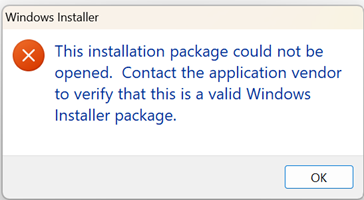 Windows Installer
This installation package could not be
opened.  Contact the application vendor
to verify that this is a valid Windows
Installer package.
OK